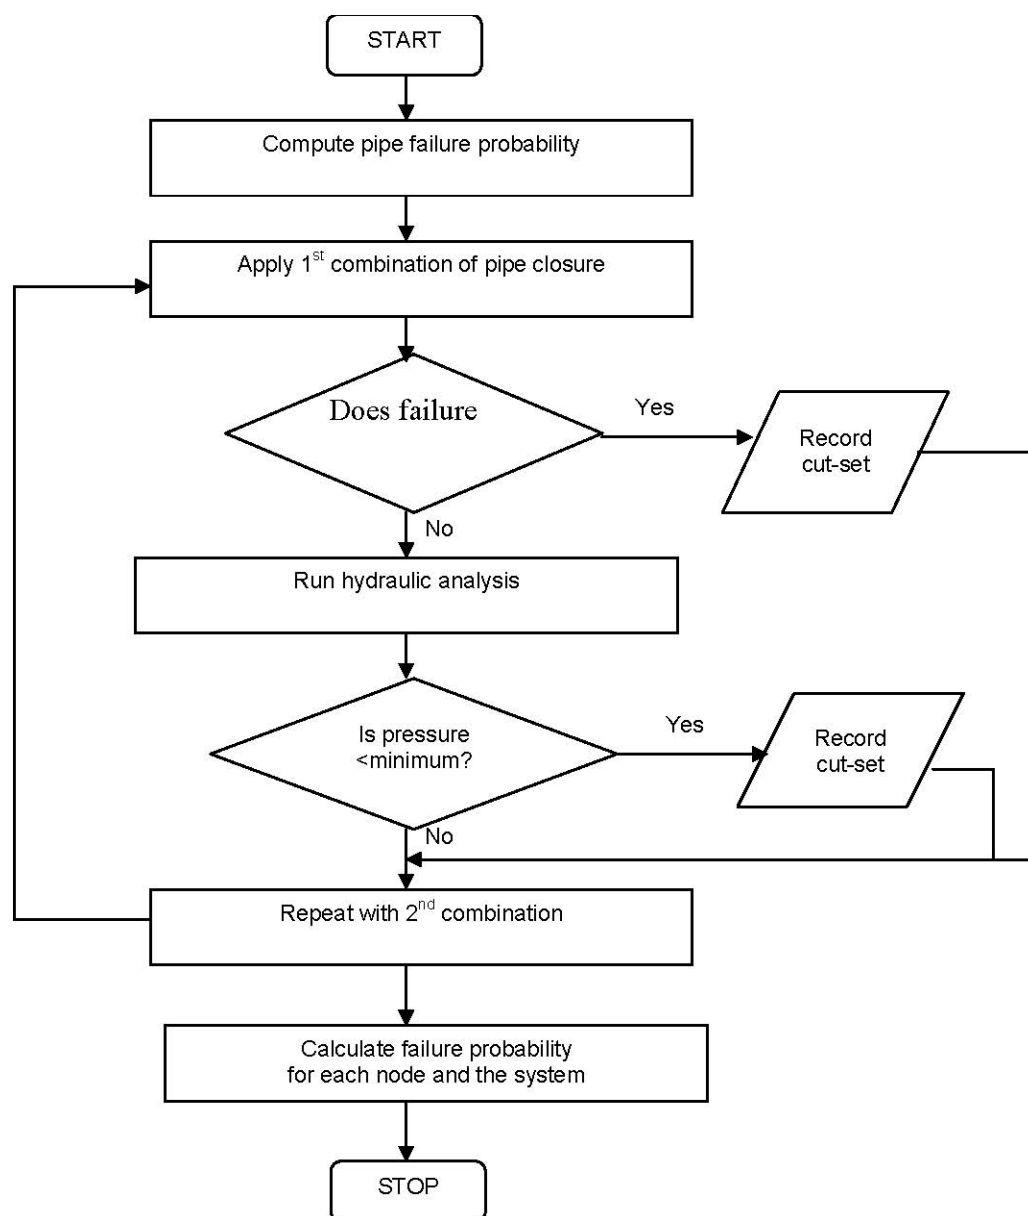 START
Compute pipe failure probability
Apply 1st combination of pipe closure
Does failure
Yes
Record
cut-set
No
Run hydraulic analysis
Is pressure
<minimum?
Yes
Record
cut-set
No
Repeat with 2nd combination
Calculate failure probability
for each node and the system
STOP